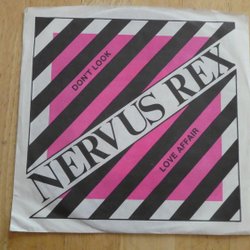 DON'T LOOK
NERVUS REX
LOVE AFFAIR